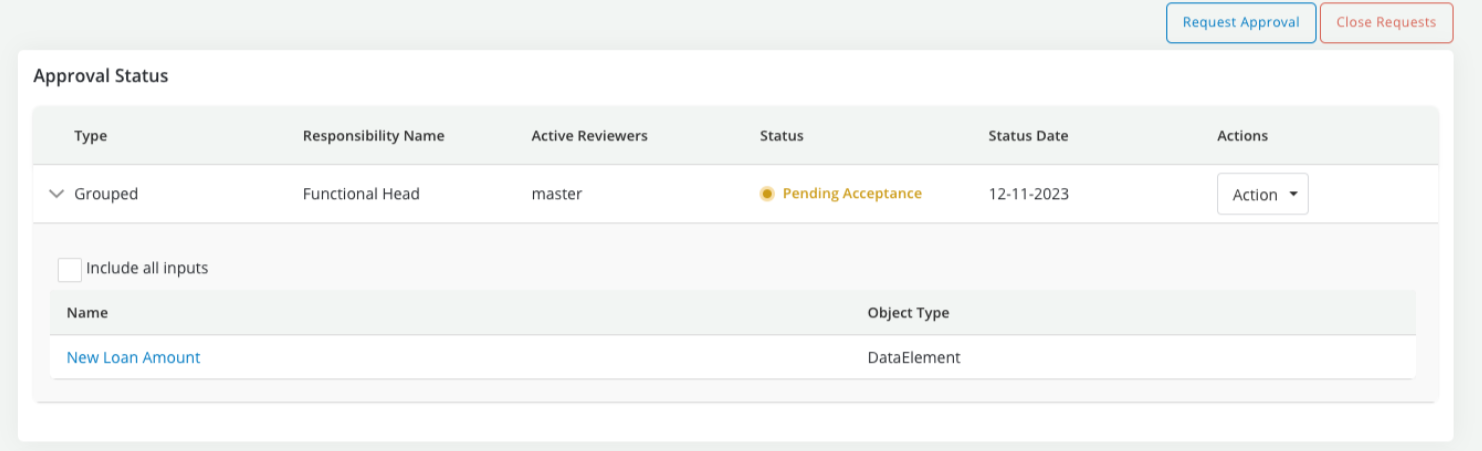 Request Approval Close Requests
Approval Status
Type Responsibility Name Active Reviewers Status Status Date Actions
Grouped Functional Head master Pending Acceptance 12-11-2023 Action
Include all inputs
Name Object Type
New Loan Amount DataElement